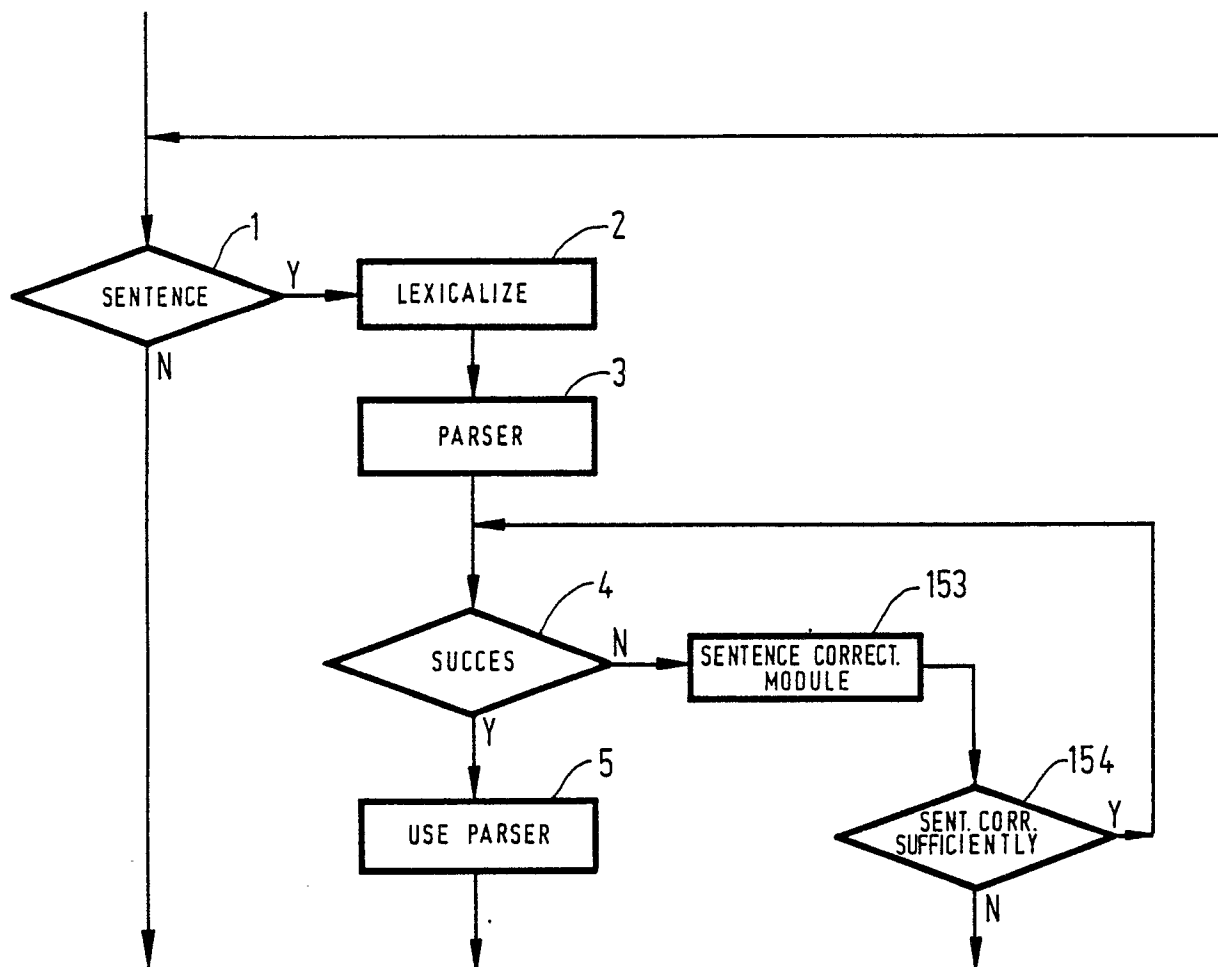 1
SENTENCE
Y
N
2
LEXICALIZE
3
PARSER
4
SUCCES
N
Y
153
SENTENCE CORRECT.
MODULE
5
USE PARSER
154
SENT. CORR.
SUFFICIENTLY
Y
N